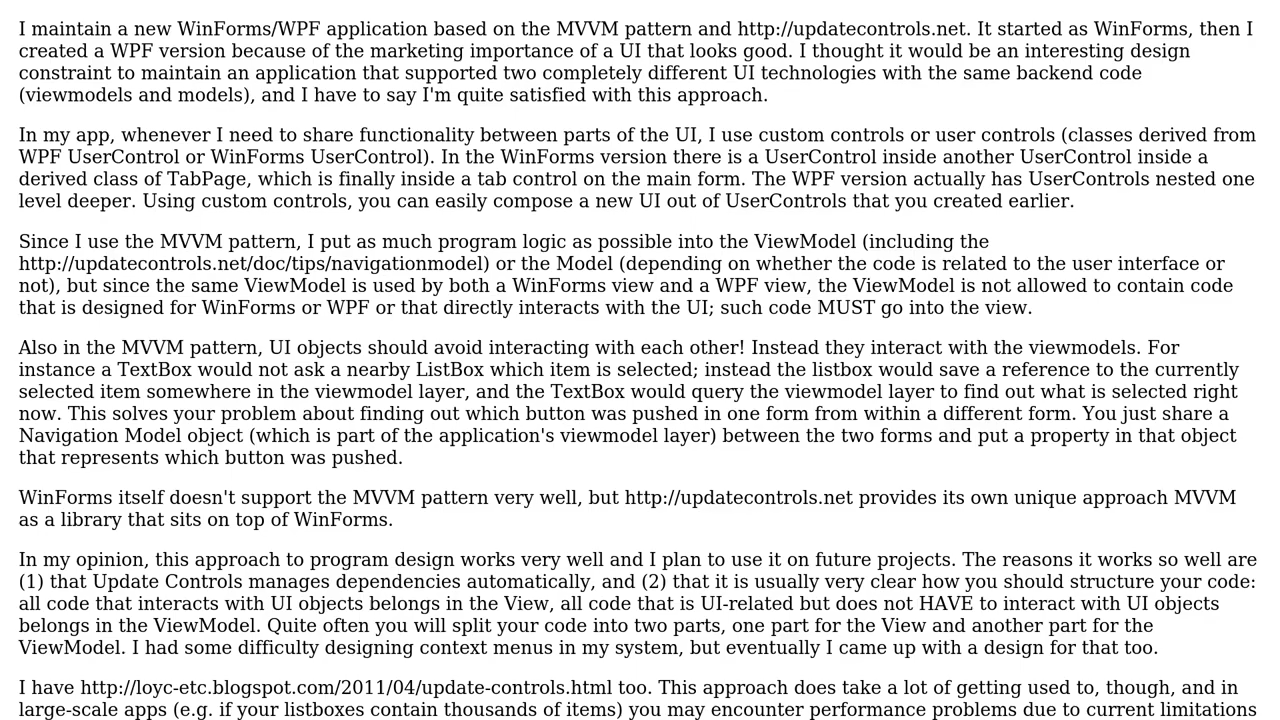 I maintain a new WinForms/WPF application based on the MVVM pattern and http://updatecontrols.net. It started as WinForms, then I
created a WPF version because of the marketing importance of a UI that looks good. I thought it would be an interesting design
constraint to maintain an application that supported two completely different UI technologies with the same backend code
(viewmodels and models), and I have to say I'm quite satisfied with this approach.
In my app, whenever I need to share functionality between parts of the UI, I use custom controls or user controls (classes derived from
WPF UserControl or WinForms UserControl). In the WinForms version there is a UserControl inside another UserControl inside a
derived class of TabPage, which is finally inside a tab control on the main form. The WPF version actually has UserControls nested one
level deeper. Using custom controls, you can easily compose a new UI out of UserControls that you created earlier.
Since I use the MVVM pattern, I put as much program logic as possible into the ViewModel (including the
http://updatecontrols.net/doc/tips/navigationmodel) or the Model (depending on whether the code is related to the user interface or
not), but since the same ViewModel is used by both a WinForms view and a WPF view, the ViewModel is not allowed to contain code
that is designed for WinForms or WPF or that directly interacts with the UI; such code MUST go into the view.
Also in the MVVM pattern, UI objects should avoid interacting with each other! Instead they interact with the viewmodels. For
instance a TextBox would not ask a nearby ListBox which item is selected; instead the listbox would save a reference to the currently
selected item somewhere in the viewmodel layer, and the TextBox would query the viewmodel layer to find out what is selected right
now. This solves your problem about finding out which button was pushed in one form from within a different form. You just share a
Navigation Model object (which is part of the application's viewmodel layer) between the two forms and put a property in that object
that represents which button was pushed.
WinForms itself doesn't support the MVVM pattern very well, but http://updatecontrols.net provides its own unique approach MVVM
as a library that sits on top of WinForms.
In my opinion, this approach to program design works very well and I plan to use it on future projects. The reasons it works so well are
(1) that Update Controls manages dependencies automatically, and (2) that it is usually very clear how you should structure your code:
all code that interacts with UI objects belongs in the View, all code that is UI-related but does not HAVE to interact with UI objects
belongs in the ViewModel. Quite often you will split your code into two parts, one part for the View and another part for the
ViewModel. I had some difficulty designing context menus in my system, but eventually I came up with a design for that too.
I have http://loyc-etc.blogspot.com/2011/04/update-controls.html too. This approach does take a lot of getting used to, though, and in
large-scale apps (e.g. if your listboxes contain thousands of items) you may encounter performance problems due to current limitations